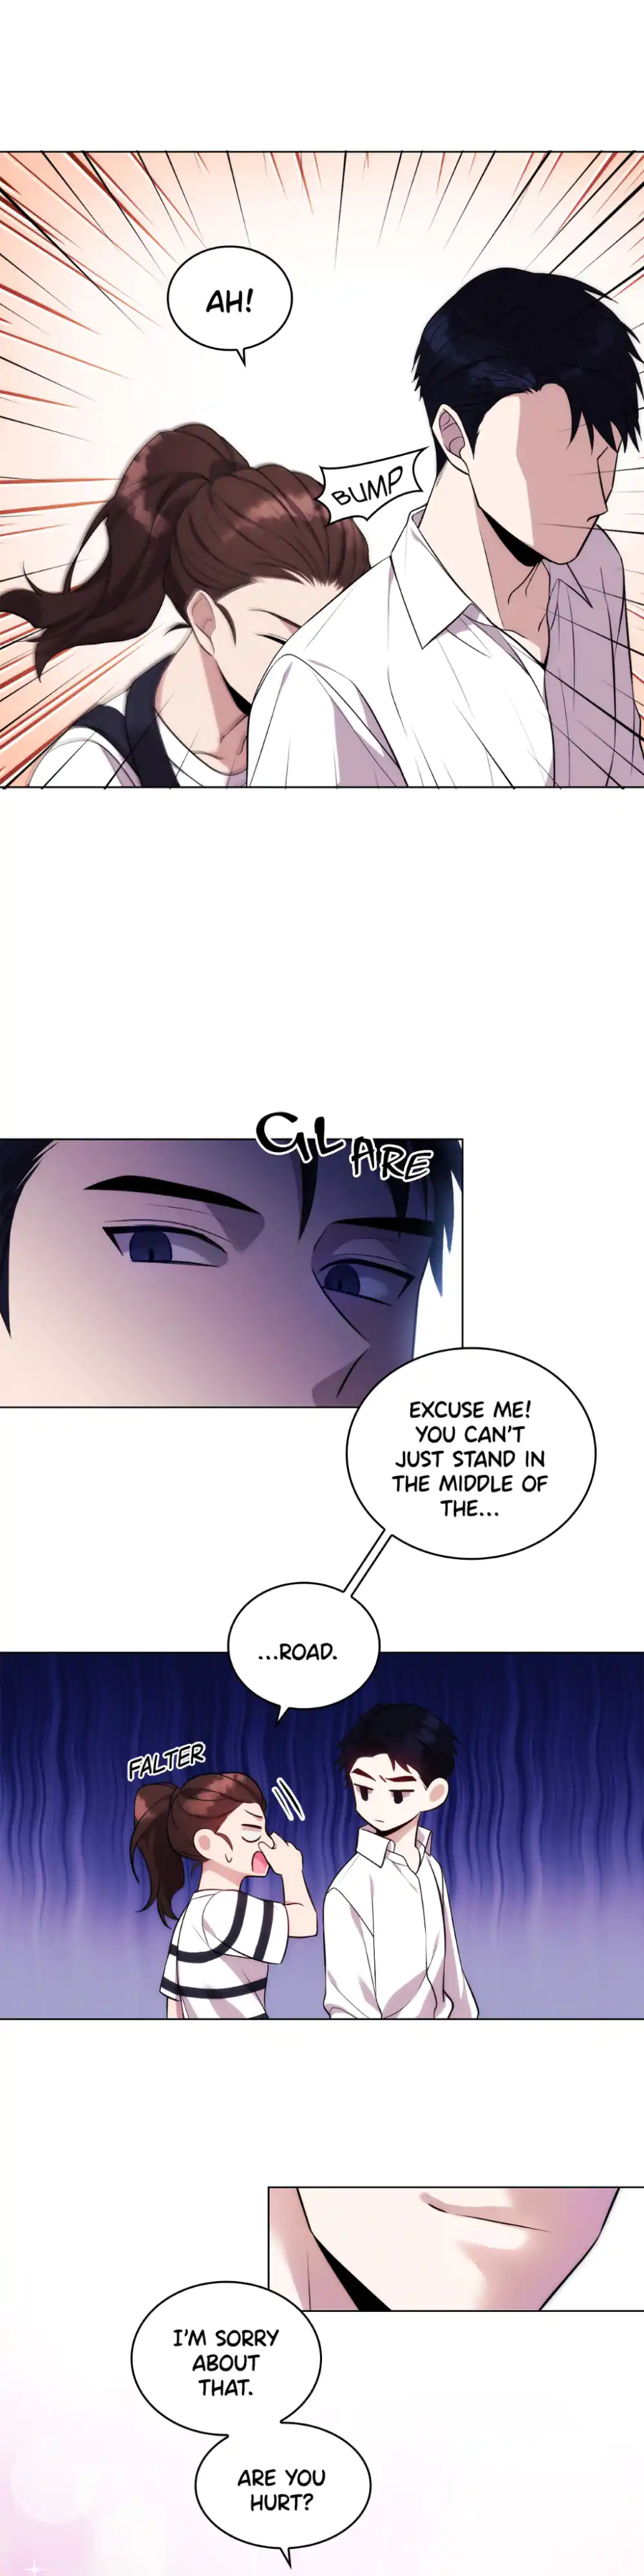 AH!
BUMP
GLARE
EXCUSE ME!
YOU CAN'T
JUST STAND IN
THE MIDDLE OF
THE...
...ROAD.
FALTER
I'M SORRY
ABOUT
THAT.
ARE YOU
HURT?